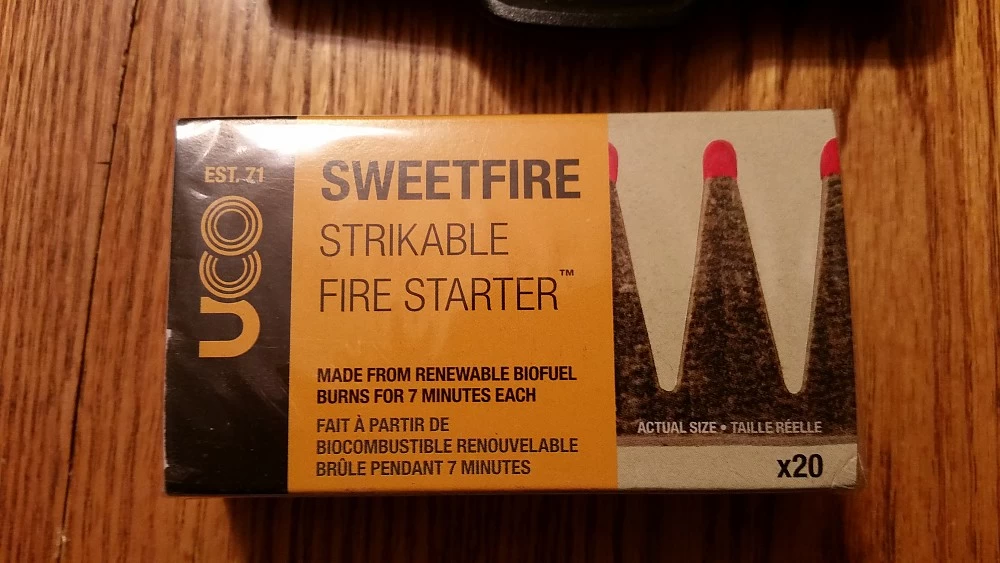 EST. 71
UCO
SWEETFIRE
STRIKABLE
FIRE STARTER™
MADE FROM RENEWABLE BIOFUEL
BURNS FOR 7 MINUTES EACH
FAIT À PARTIR DE
BIOCOMBUSTIBLE RENOUVELABLE
BRÛLE PENDANT 7 MINUTES
ACTUAL SIZE • TAILLE RÉELLE
x20